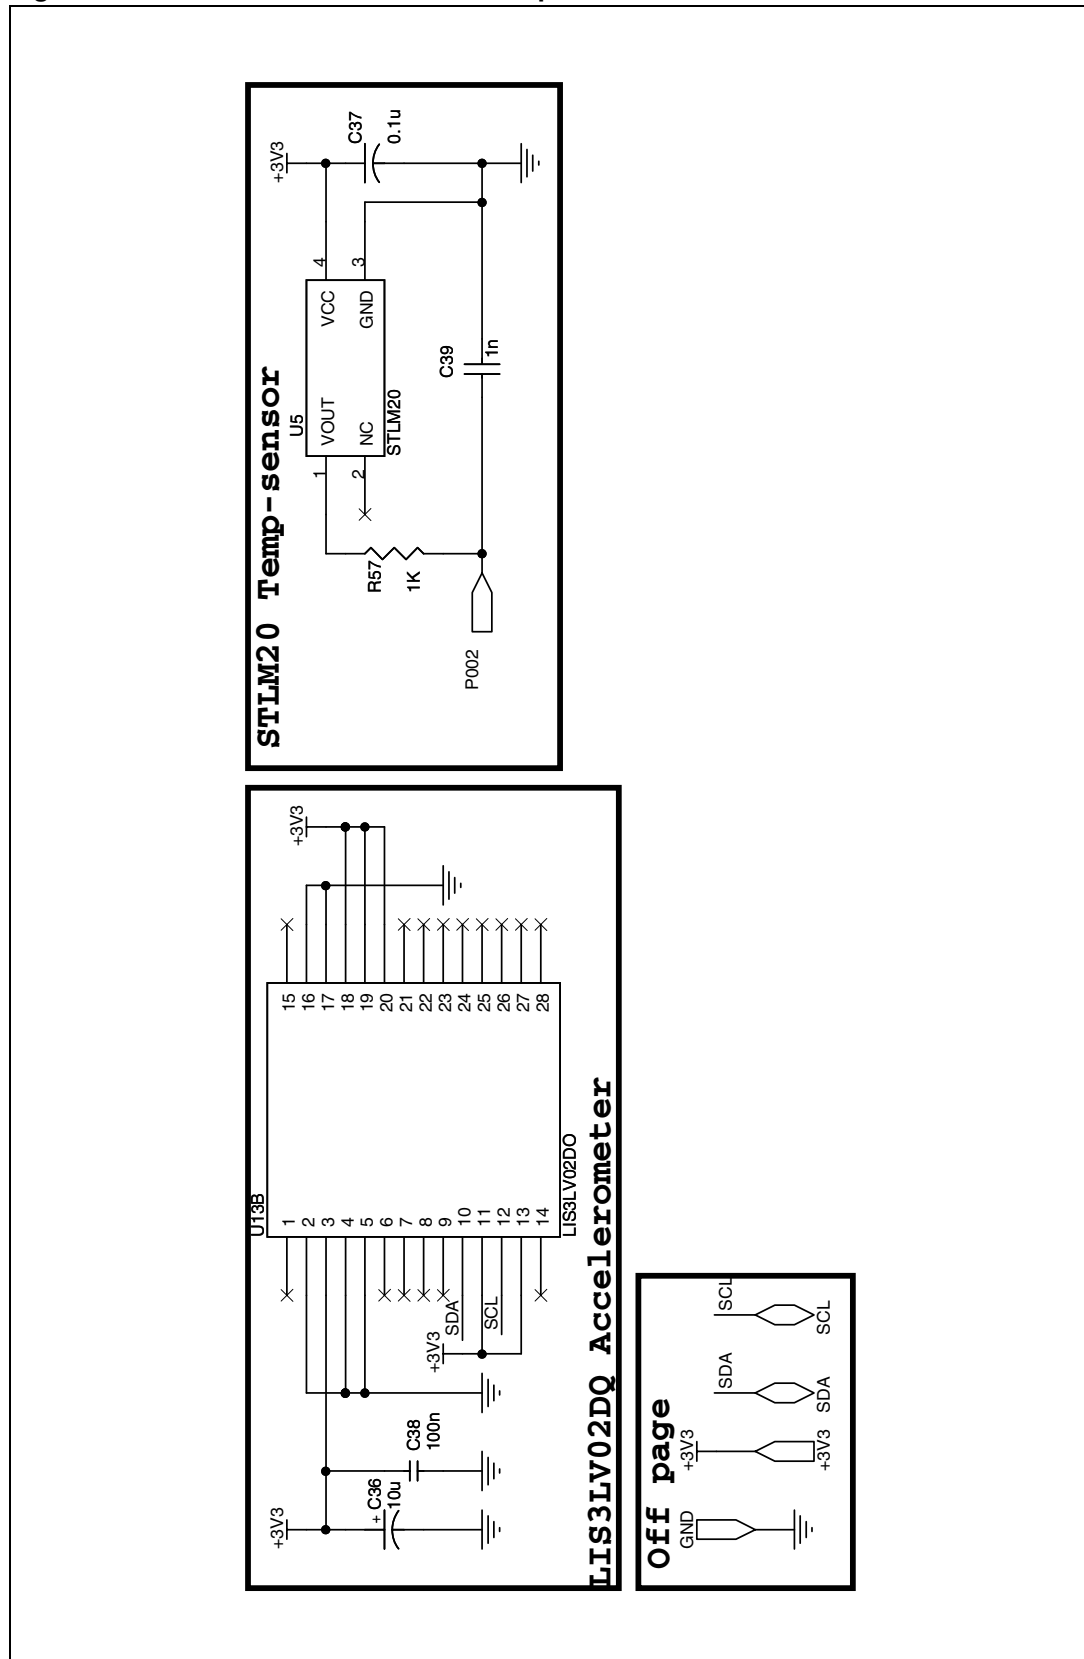 STLM20 Temp-sensor
+3V3
C37
0.1u
4
3
VCC
GND
U5
VOUT
NC
STLM20
1
2
C39
1n
R57
1K
P002
LIS3LV02DQ Accelerometer
+3V3
15
16
17
18
19
20
21
22
23
24
25
26
27
28
U13B
LIS3LV02DO
1
2
3
4
5
6
7
8
9
10
11
12
13
14
SDA
SCL
+3V3
C38
100n
+
C36
10u
+3V3
Off page
GND
+3V3
+3V3
SDA
SDA
SCL
SCL